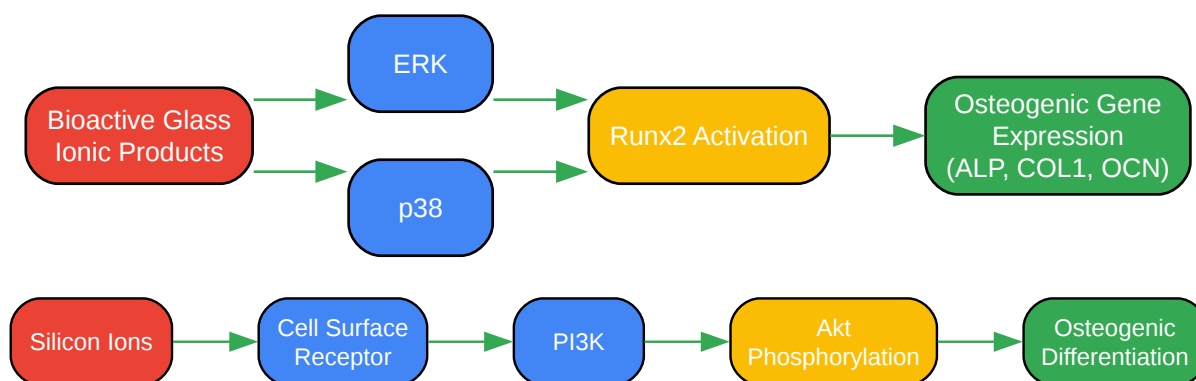 Bioactive Glass
Ionic Products
ERK
p38
Runx2 Activation
Osteogenic Gene
Expression
(ALP, COL1, OCN)
Silicon Ions
Cell Surface
Receptor
PI3K
Akt
Phosphorylation
Osteogenic
Differentiation